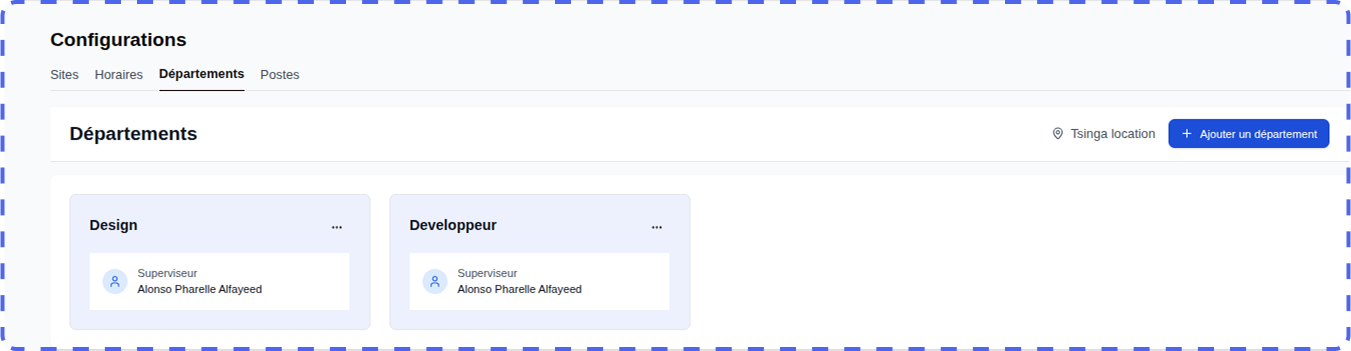 Configurations
Sites Horaires Départements Postes
Départements
Tsinga location
+ Ajouter un département
Design ...
Superviseur
Alonso Pharelle Alfayeed
Developpeur ...
Superviseur
Alonso Pharelle Alfayeed